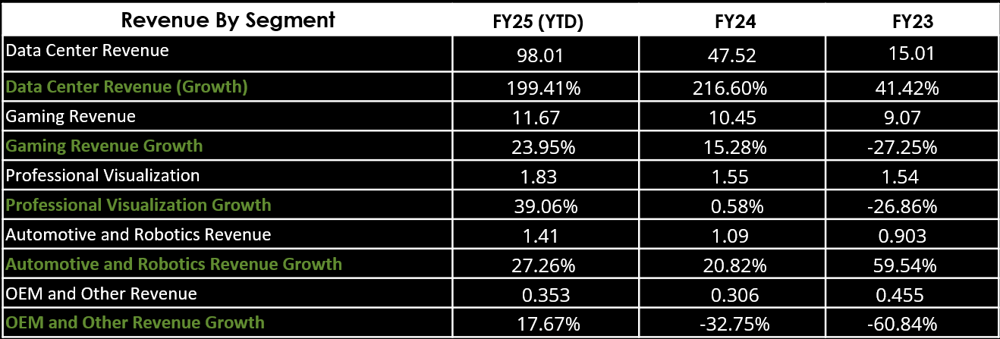 Revenue By Segment FY25 (YTD) FY24 FY23
Data Center Revenue 98.01 47.52 15.01
Data Center Revenue (Growth) 199.41% 216.60% 41.42%
Gaming Revenue 11.67 10.45 9.07
Gaming Revenue Growth 23.95% 15.28% -27.25%
Professional Visualization 1.83 1.55 1.54
Professional Visualization Growth 39.06% 0.58% -26.86%
Automotive and Robotics Revenue 1.41 1.09 0.903
Automotive and Robotics Revenue Growth 27.26% 20.82% 59.54%
OEM and Other Revenue 0.353 0.306 0.455
OEM and Other Revenue Growth 17.67% -32.75% -60.84%